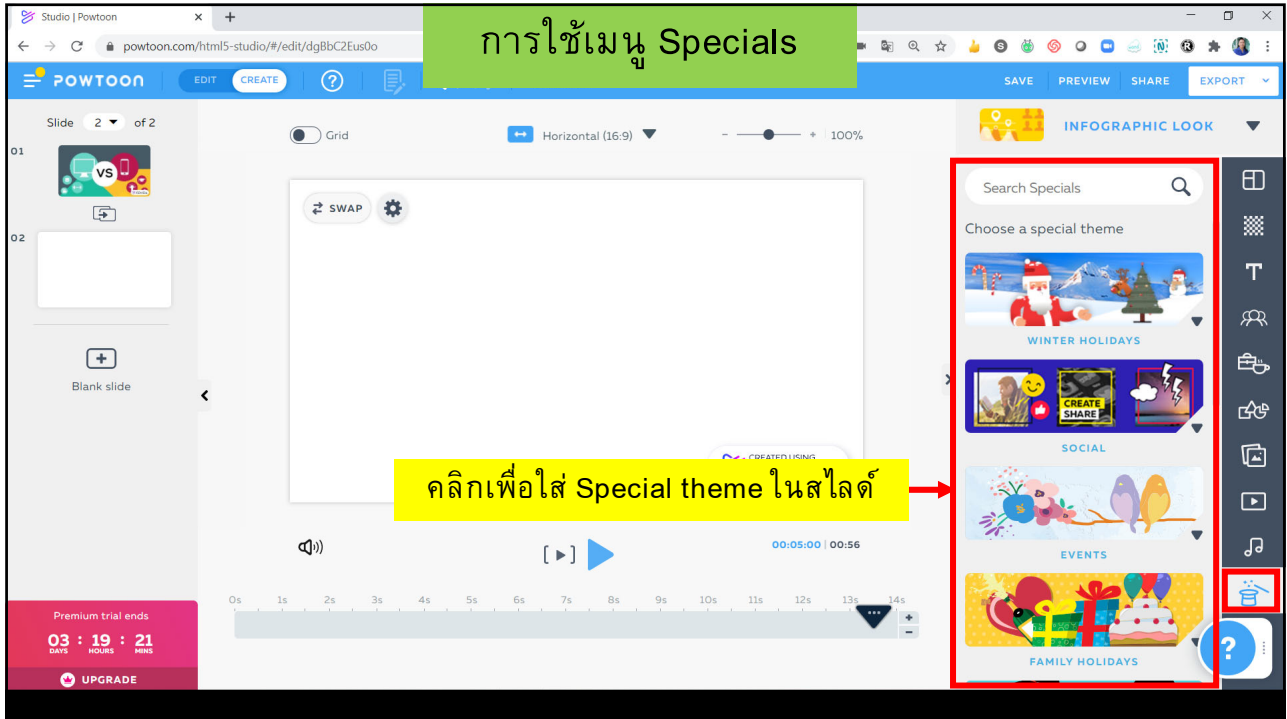 Studio | Powtoon
powtoon.com/html5-studio/#/edit/dgBbC2Eus0o
การใช้เมนู Specials
POWTOON
EDIT CREATE
SAVE PREVIEW SHARE EXPORT
Slide 2 of 2
Grid
Horizontal (16:9)
100%
INFOGRAPHIC LOOK
01
VS
SWAP
Search Specials
Choose a special theme
02
WINTER HOLIDAYS
Blank slide
CREATE
SHARE
SOCIAL
CREATED USING
คลิกเพื่อใส่ Special theme ในสไลด์
00:05:00 | 00:56
EVENTS
0s 1s 2s 3s 4s 5s 6s 7s 8s 9s 10s 11s 12s 13s 14s
Premium trial ends
03 : 19 : 21
DAYS HOURS MINS
UPGRADE
FAMILY HOLIDAYS